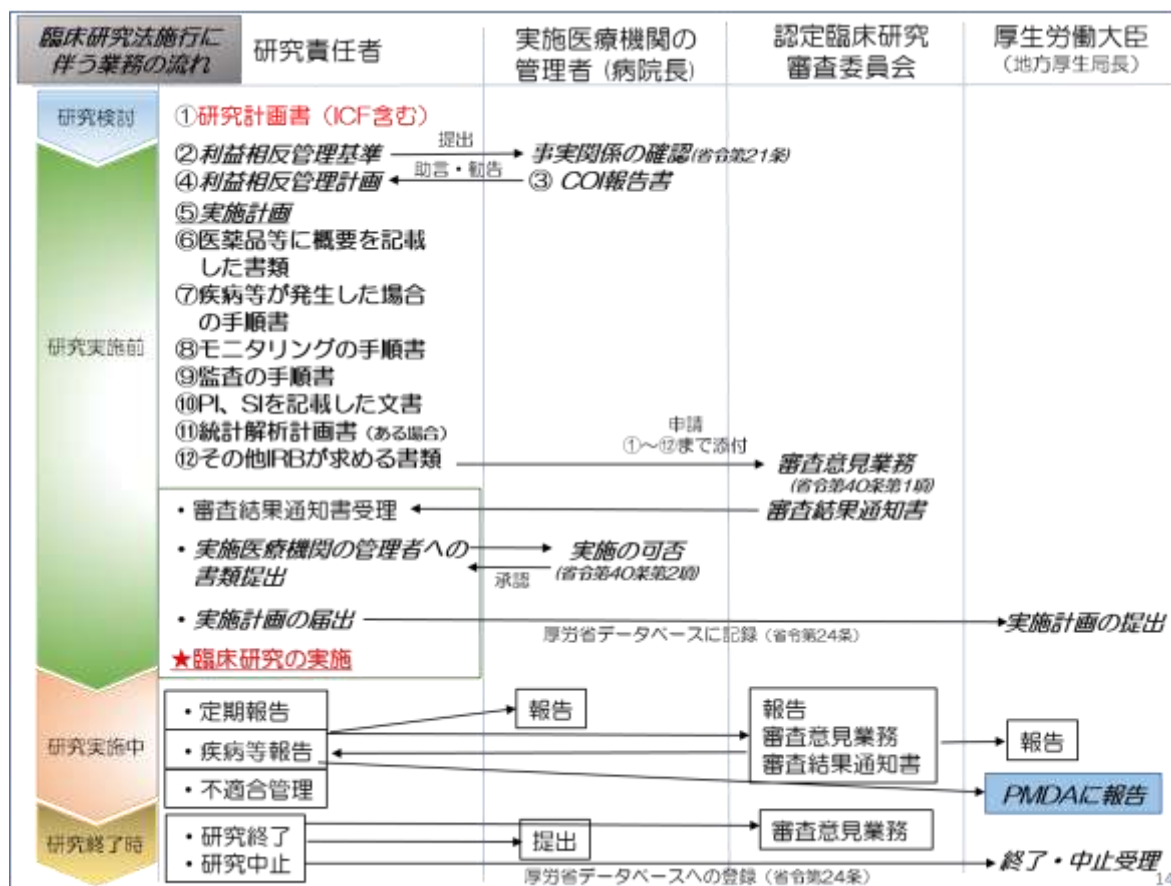 臨床研究法施行に
伴う業務の流れ
研究責任者
実施医療機関の
管理者(病院長)
認定臨床研究
審査委員会
厚生労働大臣
(地方厚生局長)
研究検討
①研究計画書(ICF含む)
提出
②利益相反管理基準
事実関係の確認(省令第21条)
助言・勧告
④利益相反管理計画
③ COI報告書
研究実施前
⑤実施計画
⑥医薬品等に概要を記載
した書類
⑦疾病等が発生した場合
の手順書
⑧モニタリングの手順書
⑨監査の手順書
⑩PI、SIを記載した文書
⑪統計解析計画書(ある場合)
⑫その他IRBが求める書類
申請
①～⑫まで添付
審査意見業務
(省令第40条第1項)
・審査結果通知書受理
審査結果通知書
・実施医療機関の管理者への
書類提出
実施の可否
(省令第40条第2項)
承認
・実施計画の届出
実施計画の提出
厚労省データベースに記録(省令第24条)
★臨床研究の実施
研究実施中
・定期報告
・疾病等報告
・不適合管理
報告
報告
審査意見業務
審査結果通知書
報告
PMDAに報告
研究終了時
・研究終了
・研究中止
提出
審査意見業務
終了・中止受理
厚労省データベースへの登録(省令第24条)
14